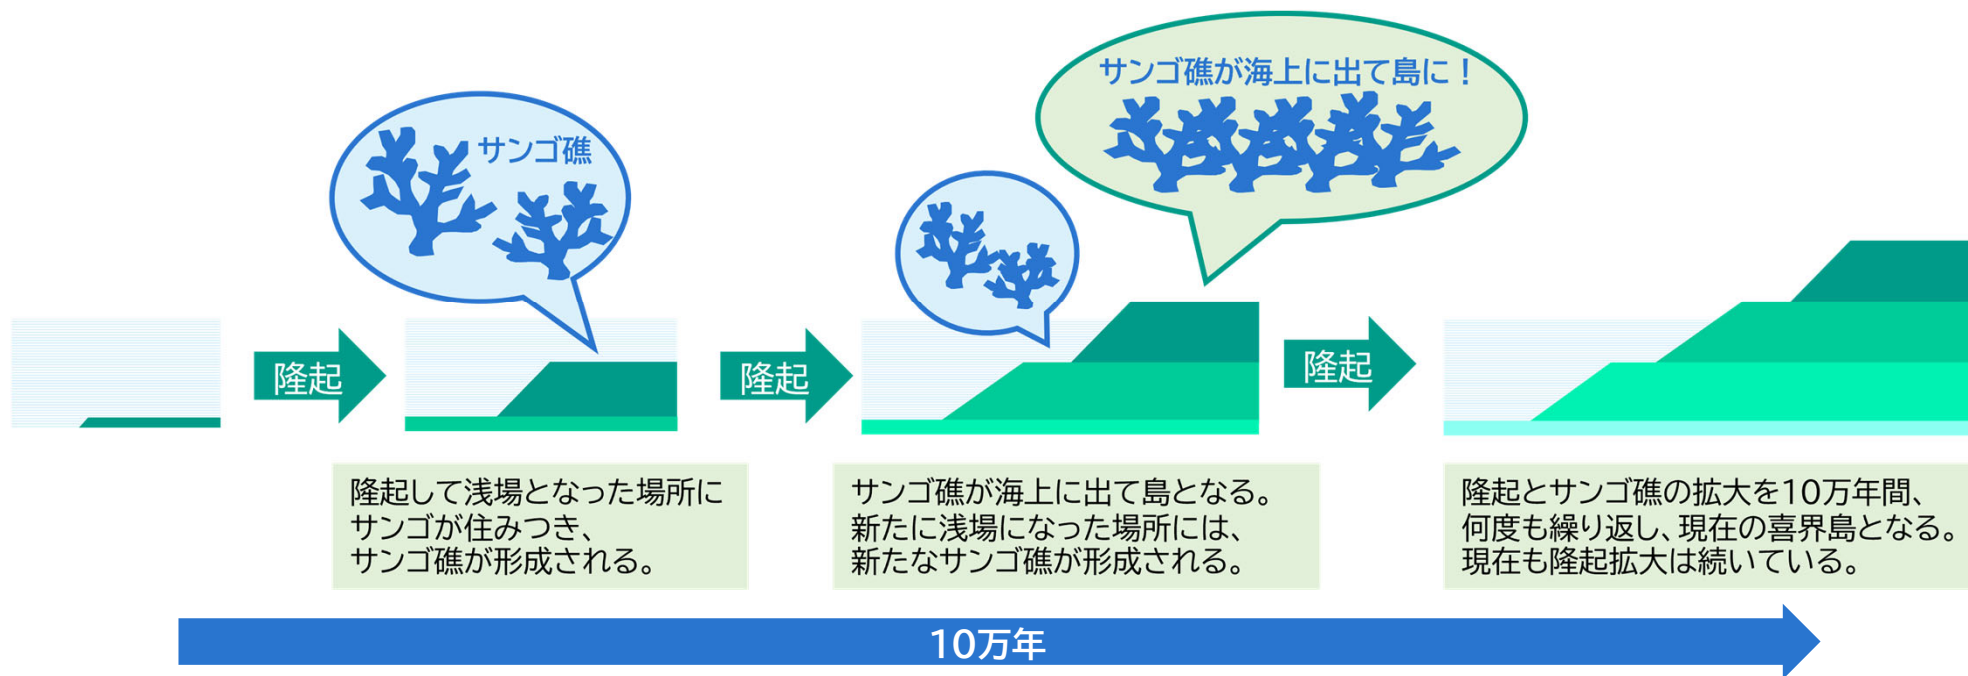 サンゴ礁が海上に出て島に！
サンゴ礁
隆起
隆起
隆起
隆起して浅場となった場所に
サンゴが住みつき、
サンゴ礁が形成される。
サンゴ礁が海上に出て島となる。
新たに浅場になった場所には、
新たなサンゴ礁が形成される。
隆起とサンゴ礁の拡大を10万年間、
何度も繰り返し、現在の喜界島となる。
現在も隆起拡大は続いている。
10万年